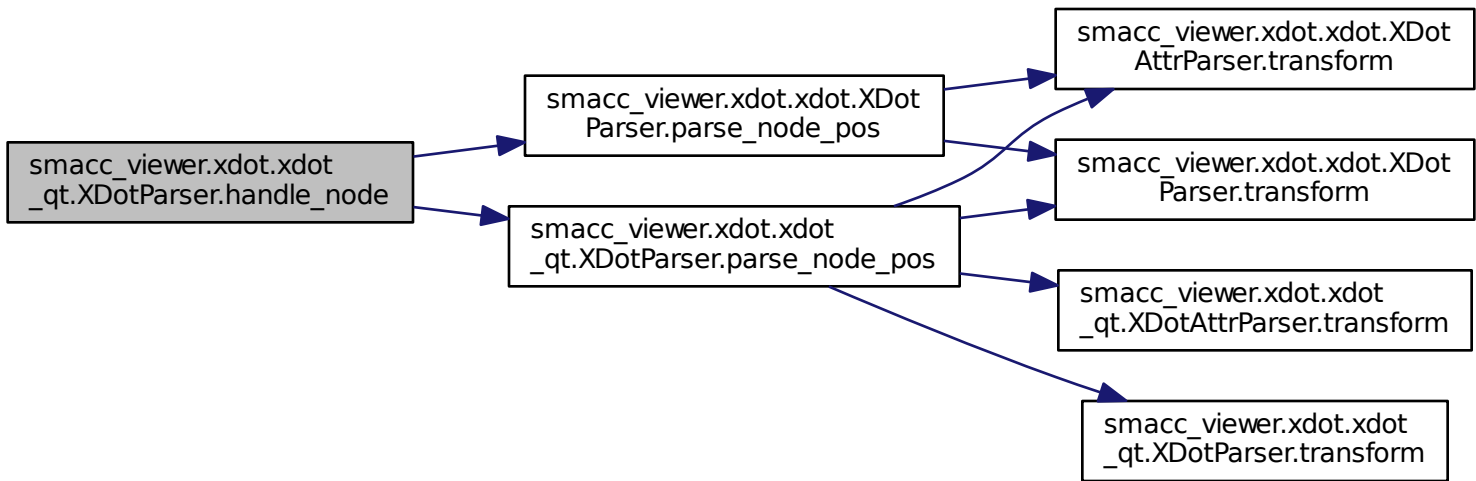 smacc_viewer.xdot.xdot
_qt.XDotParser.handle_node
smacc_viewer.xdot.xdot.XDot
Parser.parse_node_pos
smacc_viewer.xdot.xdot
_qt.XDotParser.parse_node_pos
smacc_viewer.xdot.xdot.XDot
AttrParser.transform
smacc_viewer.xdot.xdot.XDot
Parser.transform
smacc_viewer.xdot.xdot
_qt.XDotAttrParser.transform
smacc_viewer.xdot.xdot
_qt.XDotParser.transform